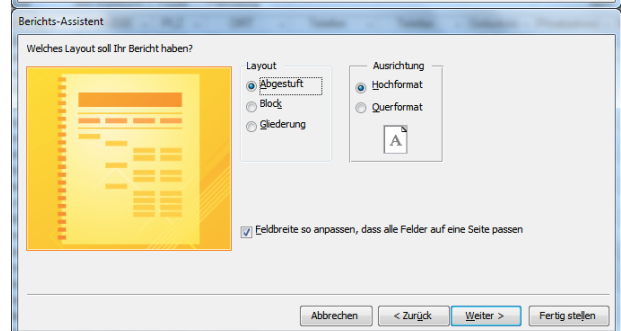 Berichts-Assistent
Welches Layout soll Ihr Bericht haben?
Layout
Abgestuft
Block
Gliederung
Ausrichtung
Hochformat
Querformat
A
Feldbreite so anpassen, dass alle Felder auf eine Seite passen
Abbrechen
< Zurück
Weiter >
Fertig stellen